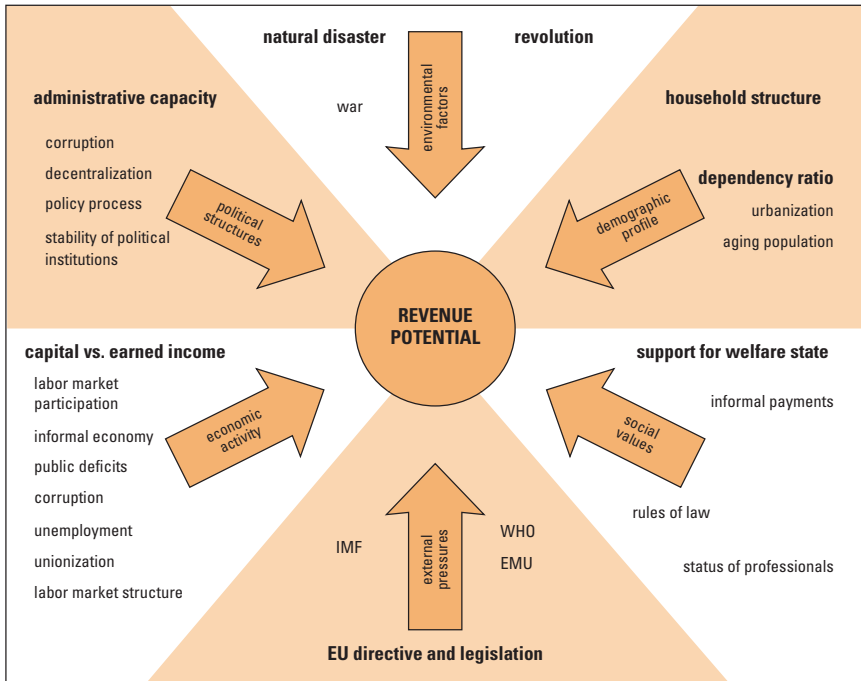 natural disaster
revolution
war
environmental
factors
administrative capacity
corruption
decentralization
policy process
stability of political
institutions
political
structures
household structure
dependency ratio
urbanization
aging population
demographic
profile
REVENUE
POTENTIAL
capital vs. earned income
labor market
participation
informal economy
public deficits
corruption
unemployment
unionization
labor market structure
economic
activity
support for welfare state
informal payments
rules of law
status of professionals
social
values
IMF
WHO
EMU
external
pressures
EU directive and legislation